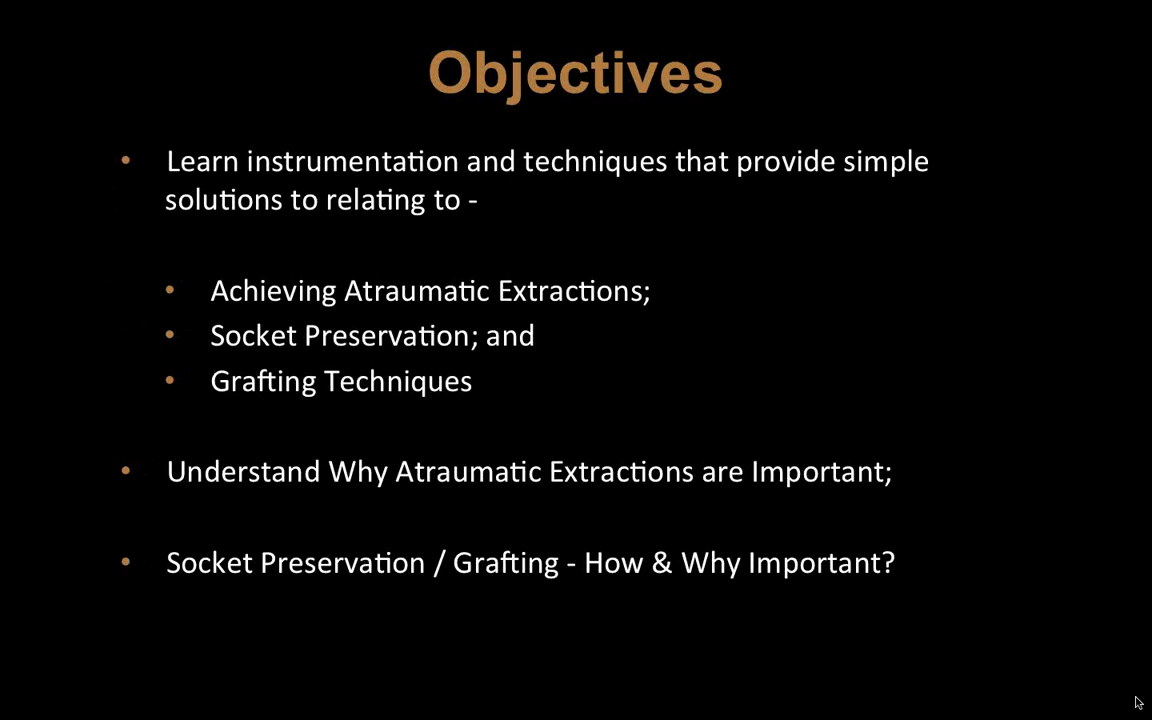 Objectives
• Learn instrumentation and techniques that provide simple
solutions to relating to -
• Achieving Atraumatic Extractions;
• Socket Preservation; and
• Grafting Techniques
• Understand Why Atraumatic Extractions are Important;
• Socket Preservation / Grafting - How & Why Important?